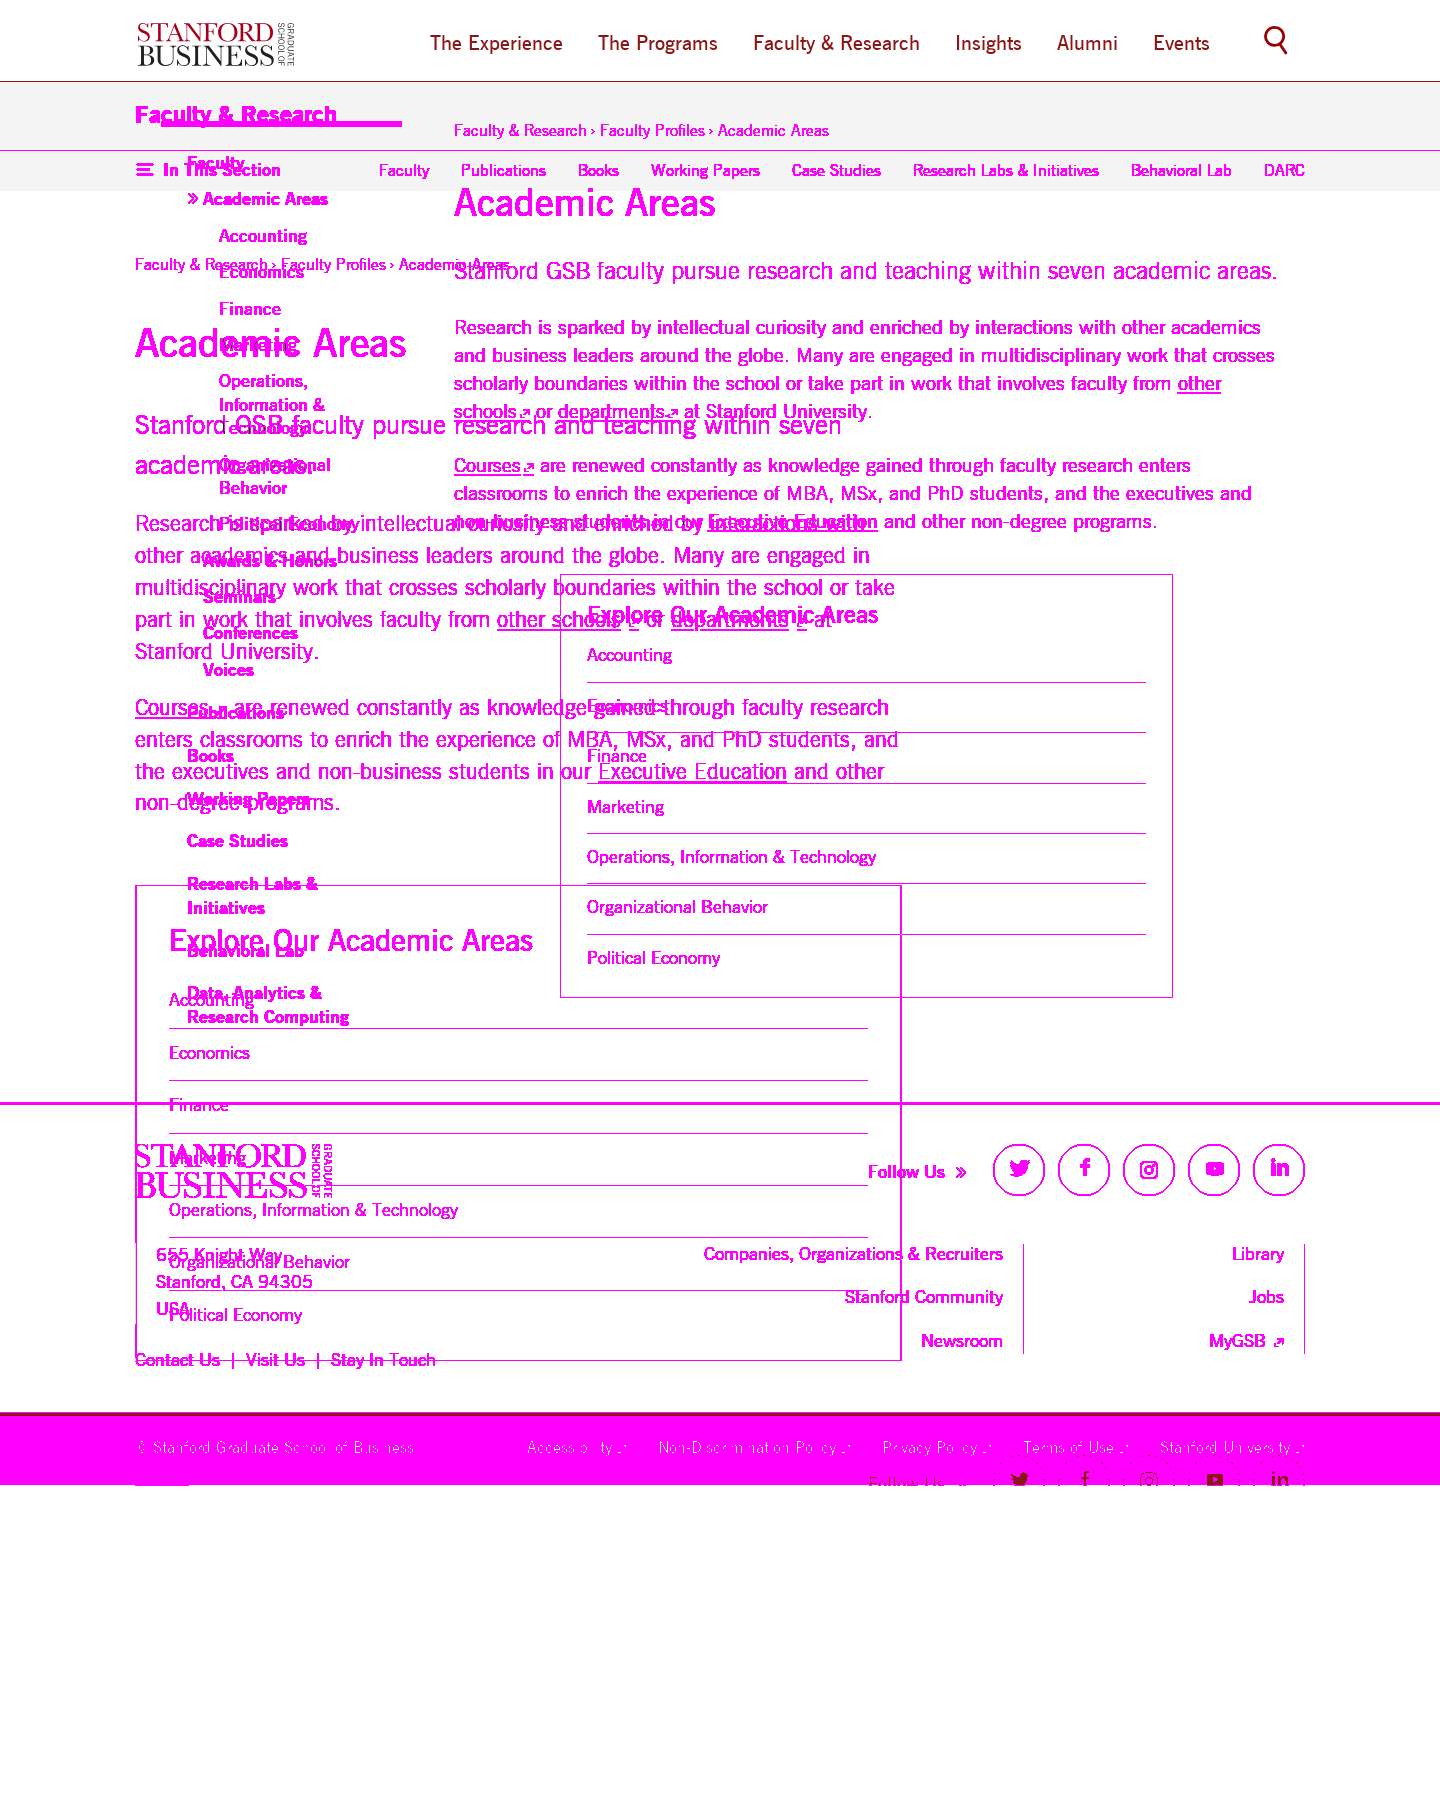 STANFORD
BUSINESS
GRADUATE
SCHOOL OF
The Experience
The Programs
Faculty & Research
Insights
Alumni
Events
Faculty & Research
Faculty & Research › Faculty Profiles › Academic Areas
In This Section
Faculty
Publications
Books
Working Papers
Case Studies
Research Labs & Initiatives
Behavioral Lab
DARC
Faculty
» Academic Areas
Accounting
Economics
Finance
Marketing
Operations,
Information &
Technology
Organizational
Behavior
Political Economy
Awards & Honors
Seminars
Conferences
Voices
Publications
Books
Working Papers
Case Studies
Research Labs &
Initiatives
Behavioral Lab
Data, Analytics &
Research Computing
Academic Areas
Stanford GSB faculty pursue research and teaching within seven academic areas.
Research is sparked by intellectual curiosity and enriched by interactions with other academics
and business leaders around the globe. Many are engaged in multidisciplinary work that crosses
scholarly boundaries within the school or take part in work that involves faculty from other
schools or departments at Stanford University.
Courses are renewed constantly as knowledge gained through faculty research enters
classrooms to enrich the experience of MBA, MSx, and PhD students, and the executives and
non-business students in our Executive Education and other non-degree programs.
Explore Our Academic Areas
Accounting
Economics
Finance
Marketing
Operations, Information & Technology
Organizational Behavior
Political Economy
Faculty & Research › Faculty Profiles › Academic Areas
Academic Areas
Stanford GSB faculty pursue research and teaching within seven
academic areas.
Research is sparked by intellectual curiosity and enriched by interactions with
other academics and business leaders around the globe. Many are engaged in
multidisciplinary work that crosses scholarly boundaries within the school or take
part in work that involves faculty from other schools or departments at
Stanford University.
Courses are renewed constantly as knowledge gained through faculty research
enters classrooms to enrich the experience of MBA, MSx, and PhD students, and
the executives and non-business students in our Executive Education and other
non-degree programs.
Explore Our Academic Areas
Accounting
Economics
Finance
Marketing
Operations, Information & Technology
Organizational Behavior
Political Economy
STANFORD
BUSINESS
GRADUATE
SCHOOL OF
Follow Us »
655 Knight Way
Stanford, CA 94305
USA
Contact Us | Visit Us | Stay In Touch
Companies, Organizations & Recruiters
Stanford Community
Newsroom
Library
Jobs
MyGSB
© Stanford Graduate School of Business
Accessibility
Non-Discrimination Policy
Privacy Policy
Terms of Use
Stanford University
Follow Us